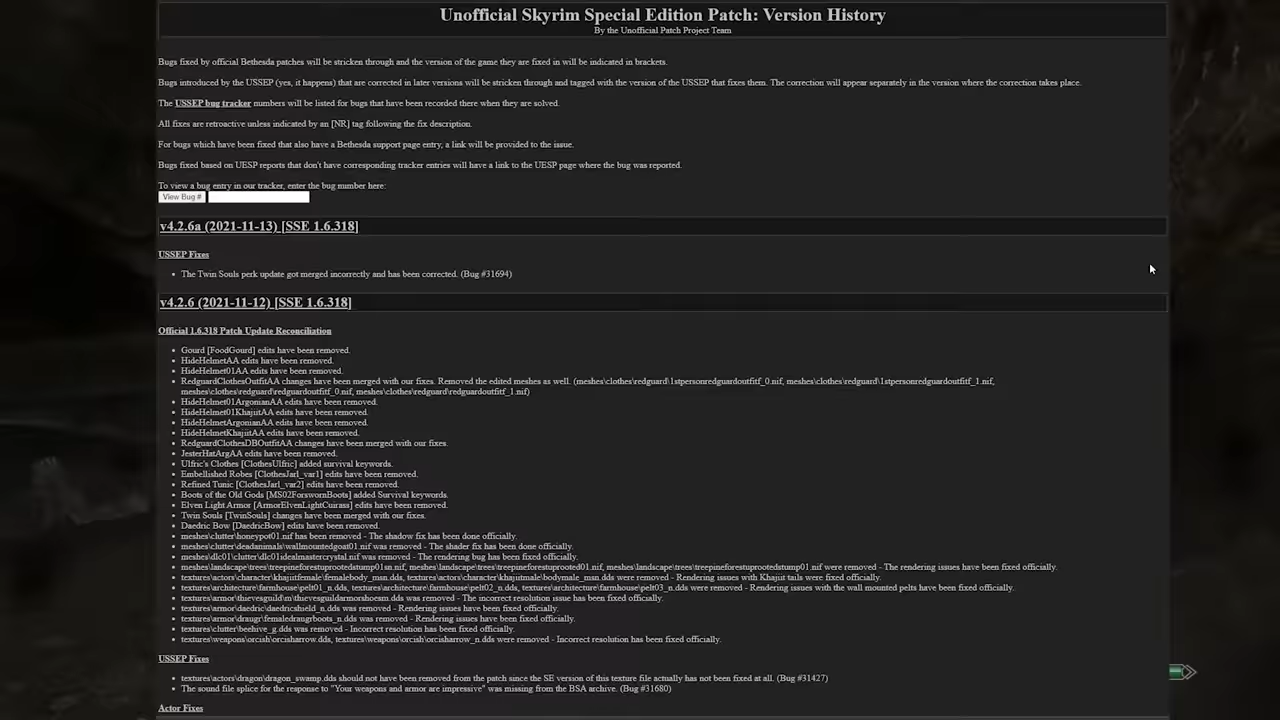 Unofficial Skyrim Special Edition Patch: Version History
By the Unofficial Patch Project Team
Bugs fixed by official Bethesda patches will be stricken through and the version of the game they are fixed in will be indicated in brackets.
Bugs introduced by the USSEP (yes, it happens) that are corrected in later versions will be stricken through and tagged with the version of the USSEP that fixes them. The correction will appear separately in the version where the correction takes place.
The USSEP bug tracker numbers will be listed for bugs that have been recorded there when they are solved.
All fixes are retroactive unless indicated by an [NR] tag following the fix description.
For bugs which have been fixed that also have a Bethesda support page entry, a link will be provided to the issue.
Bugs fixed based on UESP reports that don't have corresponding tracker entries will have a link to the UESP page where the bug was reported.
To view a bug entry in our tracker, enter the bug number here:
View Bug #
v4.2.6a (2021-11-13) [SSE 1.6.318]
USSEP Fixes
• The Twin Souls perk update got merged incorrectly and has been corrected. (Bug #31694)
v4.2.6 (2021-11-12) [SSE 1.6.318]
Official 1.6.318 Patch Update Reconciliation
• Gourd [FoodGourd] edits have been removed.
• HideHelmetAA edits have been removed.
• HideHelmet01AA edits have been removed.
• RedguardClothesOutfitAA changes have been merged with our fixes. Removed the edited meshes as well. (meshes\clothes\redguard\1stpersonredguardoutfitf_0.nif, meshes\clothes\redguard\1stpersonredguardoutfitf_1.nif,
meshes\clothes\redguard\redguardoutfitf_0.nif, meshes\clothes\redguard\redguardoutfitf_1.nif)
• HideHelmet01ArgonianAA edits have been removed.
• HideHelmet01KhajiitAA edits have been removed.
• HideHelmetArgonianAA edits have been removed.
• HideHelmetKhajiitAA edits have been removed.
• RedguardClothesDBOutfitAA changes have been merged with our fixes.
• JesterHatArgAA edits have been removed.
• Ulfric's Clothes [ClothesUlfric] added survival keywords.
• Embellished Robes [ClothesJarl_var1] edits have been removed.
• Refined Tunic [ClothesJarl_var2] edits have been removed.
• Boots of the Old Gods [MS02ForswornBoots] added Survival keywords.
• Elven Light Armor [ArmorElvenLightCuirass] edits have been removed.
• Twin Souls [TwinSouls] changes have been merged with our fixes.
• Daedric Bow [DaedricBow] edits have been removed.
• meshes\clutter\honeypot01.nif has been removed - The shadow fix has been done officially.
• meshes\clutter\deadanimals\wallmountedgoat01.nif was removed - The shader fix has been done officially.
• meshes\dlc01\clutter\dlc01idealmastercrystal.nif was removed - The rendering bug has been fixed officially.
• meshes\landscape\trees\treepineforestuprootedstump01sn.nif, meshes\landscape\trees\treepineforestuprooted01.nif, meshes\landscape\trees\treepineforestuprootedstump01.nif were removed - The rendering issues have been fixed officially.
• textures\actors\character\khajiitfemale\femalebody_msn.dds, textures\actors\character\khajiitmale\bodymale_msn.dds were removed - Rendering issues with Khajiit tails were fixed officially.
• textures\architecture\farmhouse\pelt01_n.dds, textures\architecture\farmhouse\pelt02_n.dds, textures\architecture\farmhouse\pelt03_n.dds were removed - Rendering issues with the wall mounted pelts have been fixed officially.
• textures\armor\thievesguild\m\thievesguildarmorshoesm.dds was removed - The incorrect resolution issue has been fixed officially.
• textures\armor\daedric\daedricshield_n.dds was removed - Rendering issues have been fixed officially.
• textures\armor\draugr\femaledraugrboots_n.dds was removed - Rendering issues have been fixed officially.
• textures\clutter\beehive_g.dds was removed - Incorrect resolution has been fixed officially.
• textures\weapons\orcish\orcisharrow.dds, textures\weapons\orcish\orcisharrow_n.dds were removed - Incorrect resolution has been fixed officially.
USSEP Fixes
• textures\actors\dragon\dragon_swamp.dds should not have been removed from the patch since the SE version of this texture file actually has not been fixed at all. (Bug #31427)
• The sound file splice for the response to "Your weapons and armor are impressive" was missing from the BSA archive. (Bug #31680)
Actor Fixes